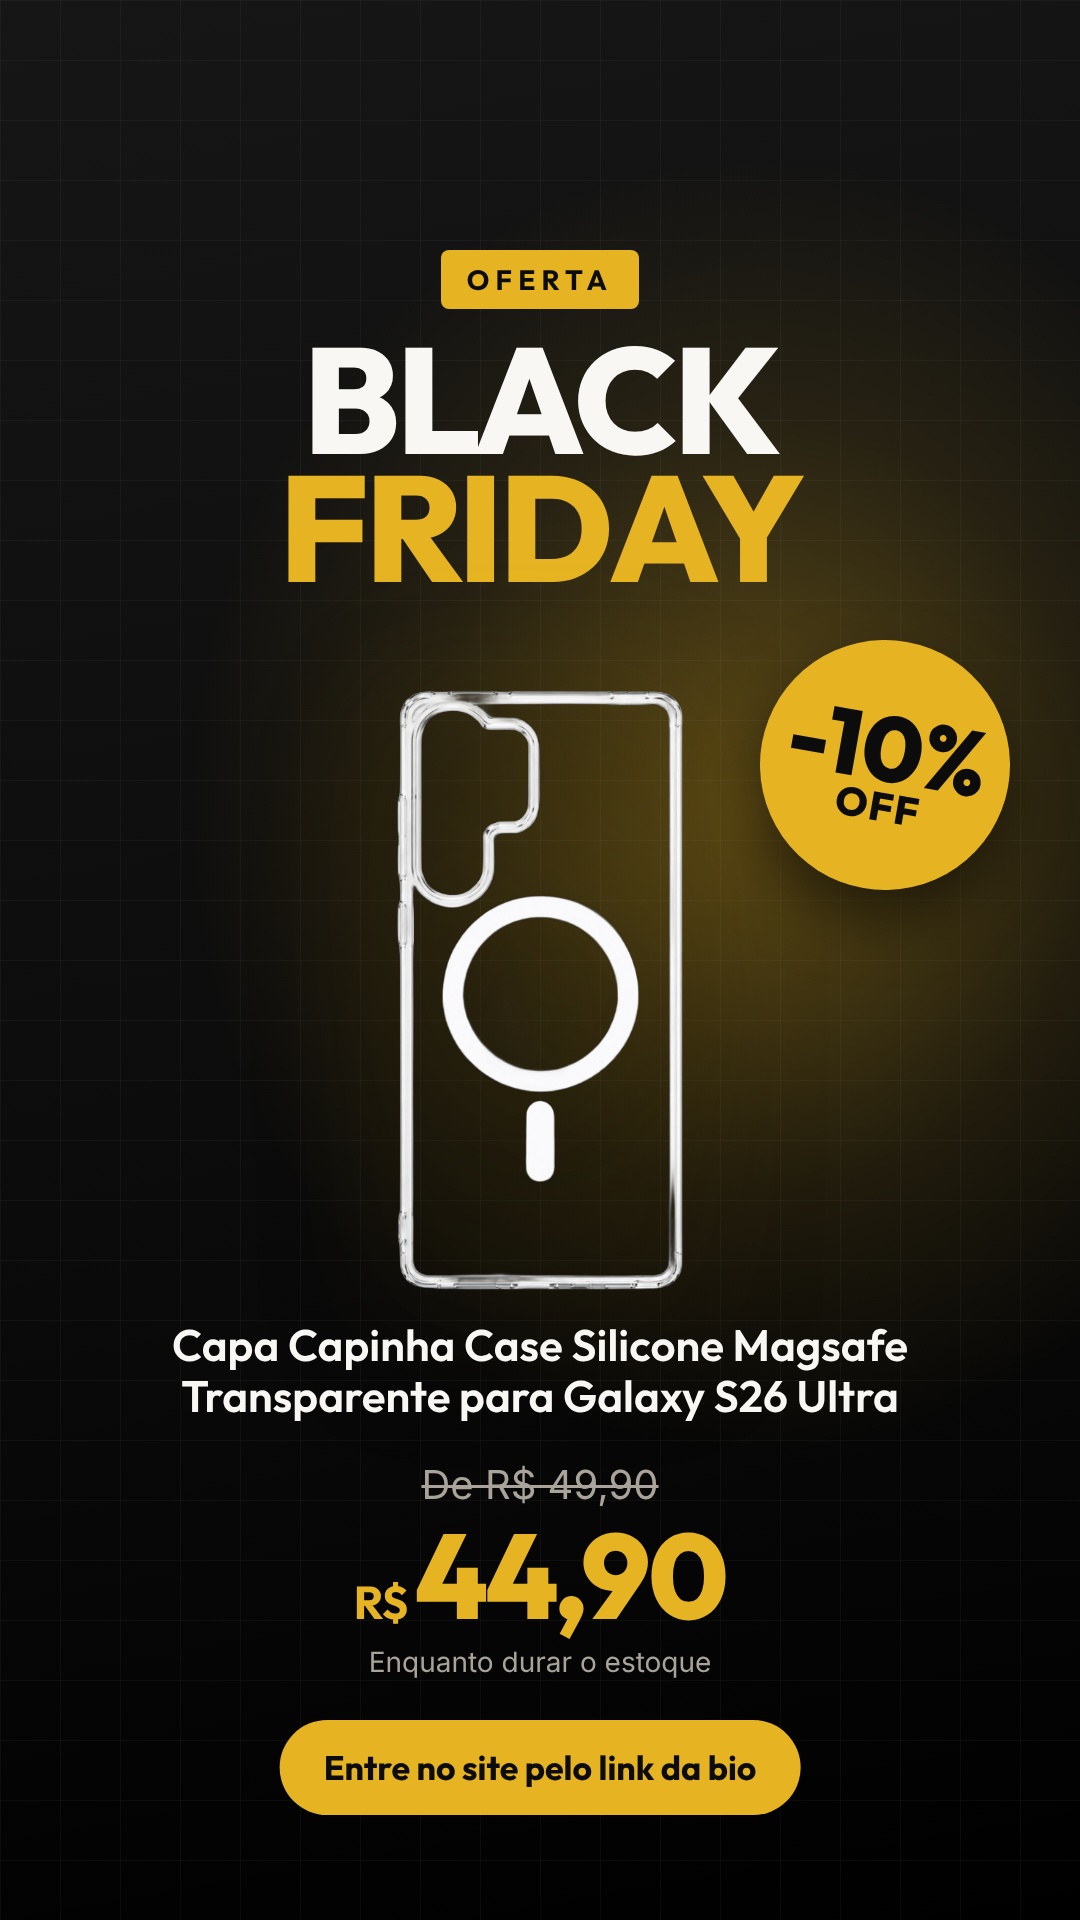 OFERTA
BLACK
FRIDAY
-10%
OFF
Capa Capinha Case Silicone Magsafe
Transparente para Galaxy S26 Ultra
De R$ 49,90
R$ 44,90
Enquanto durar o estoque
Entre no site pelo link da bio